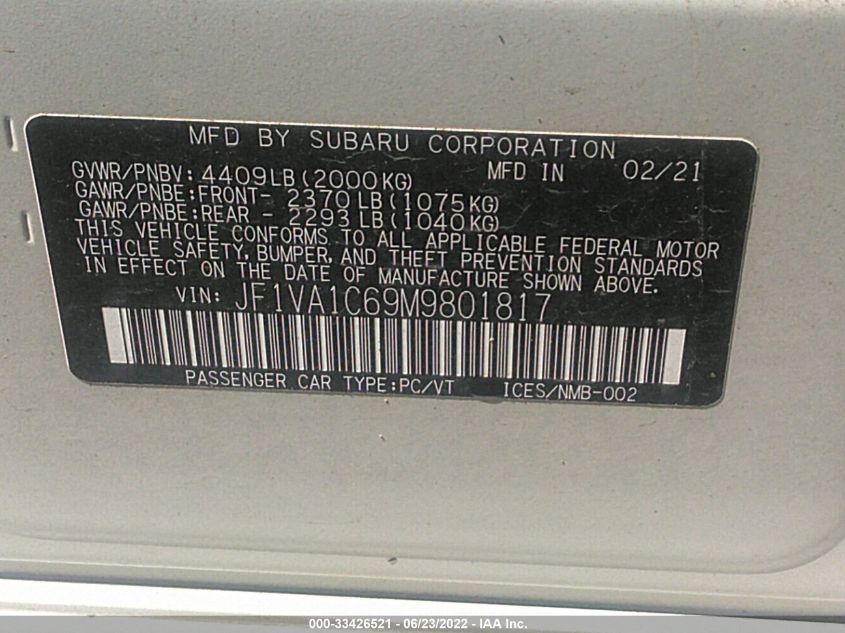 MFD BY SUBARU CORPORATION
GVWR/PNBV: 4409LB(2000KG) MFD IN 02/21
GAWR/PNBE:FRONT- 2370LB(1075KG)
GAWR/PNBE:REAR - 2293LB(1040KG)
THIS VEHICLE CONFORMS TO ALL APPLICABLE FEDERAL MOTOR
VEHICLE SAFETY, BUMPER, AND THEFT PREVENTION STANDARDS
IN EFFECT ON THE DATE OF MANUFACTURE SHOWN ABOVE.
VIN: JF1VA1C69M9801817
PASSENGER CAR TYPE:PC/VT ICES/NMB-002
000-33426521 - 06/23/2022 - IAA Inc.